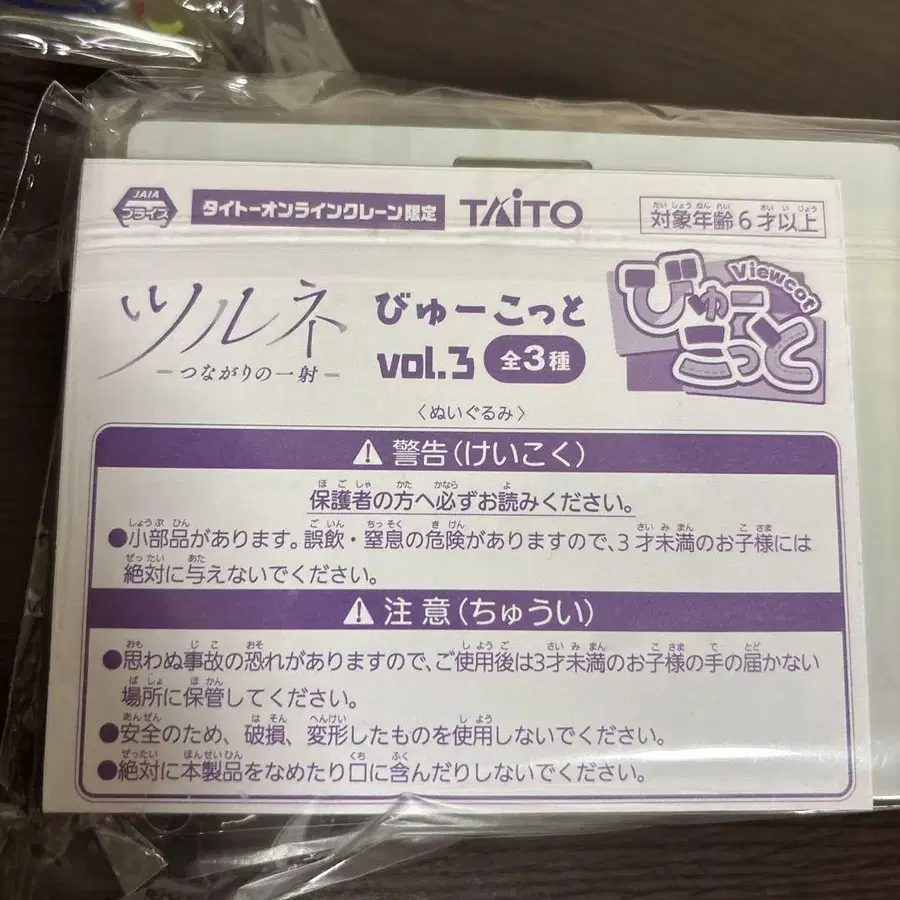 JAIA
プライズ
タイトーオンラインクレーン限定
TAiTO
対象年齢6才以上
ツルネ
ーつながりの一射ー
びゅーこっと
vol.3 全3種
Viewcot
びゅーこっと
〈ぬいぐるみ〉
⚠ 警告(けいこく)
保護者の方へ必ずお読みください。
●小部品があります。誤飲・窒息の危険がありますので、3才未満のお子様には
絶対に与えないでください。
⚠ 注意(ちゅうい)
●思わぬ事故の恐れがありますので、ご使用後は3才未満のお子様の手の届かない
場所に保管してください。
●安全のため、破損、変形したものを使用しないでください。
●絶対に本製品をなめたり口に含んだりしないでください。